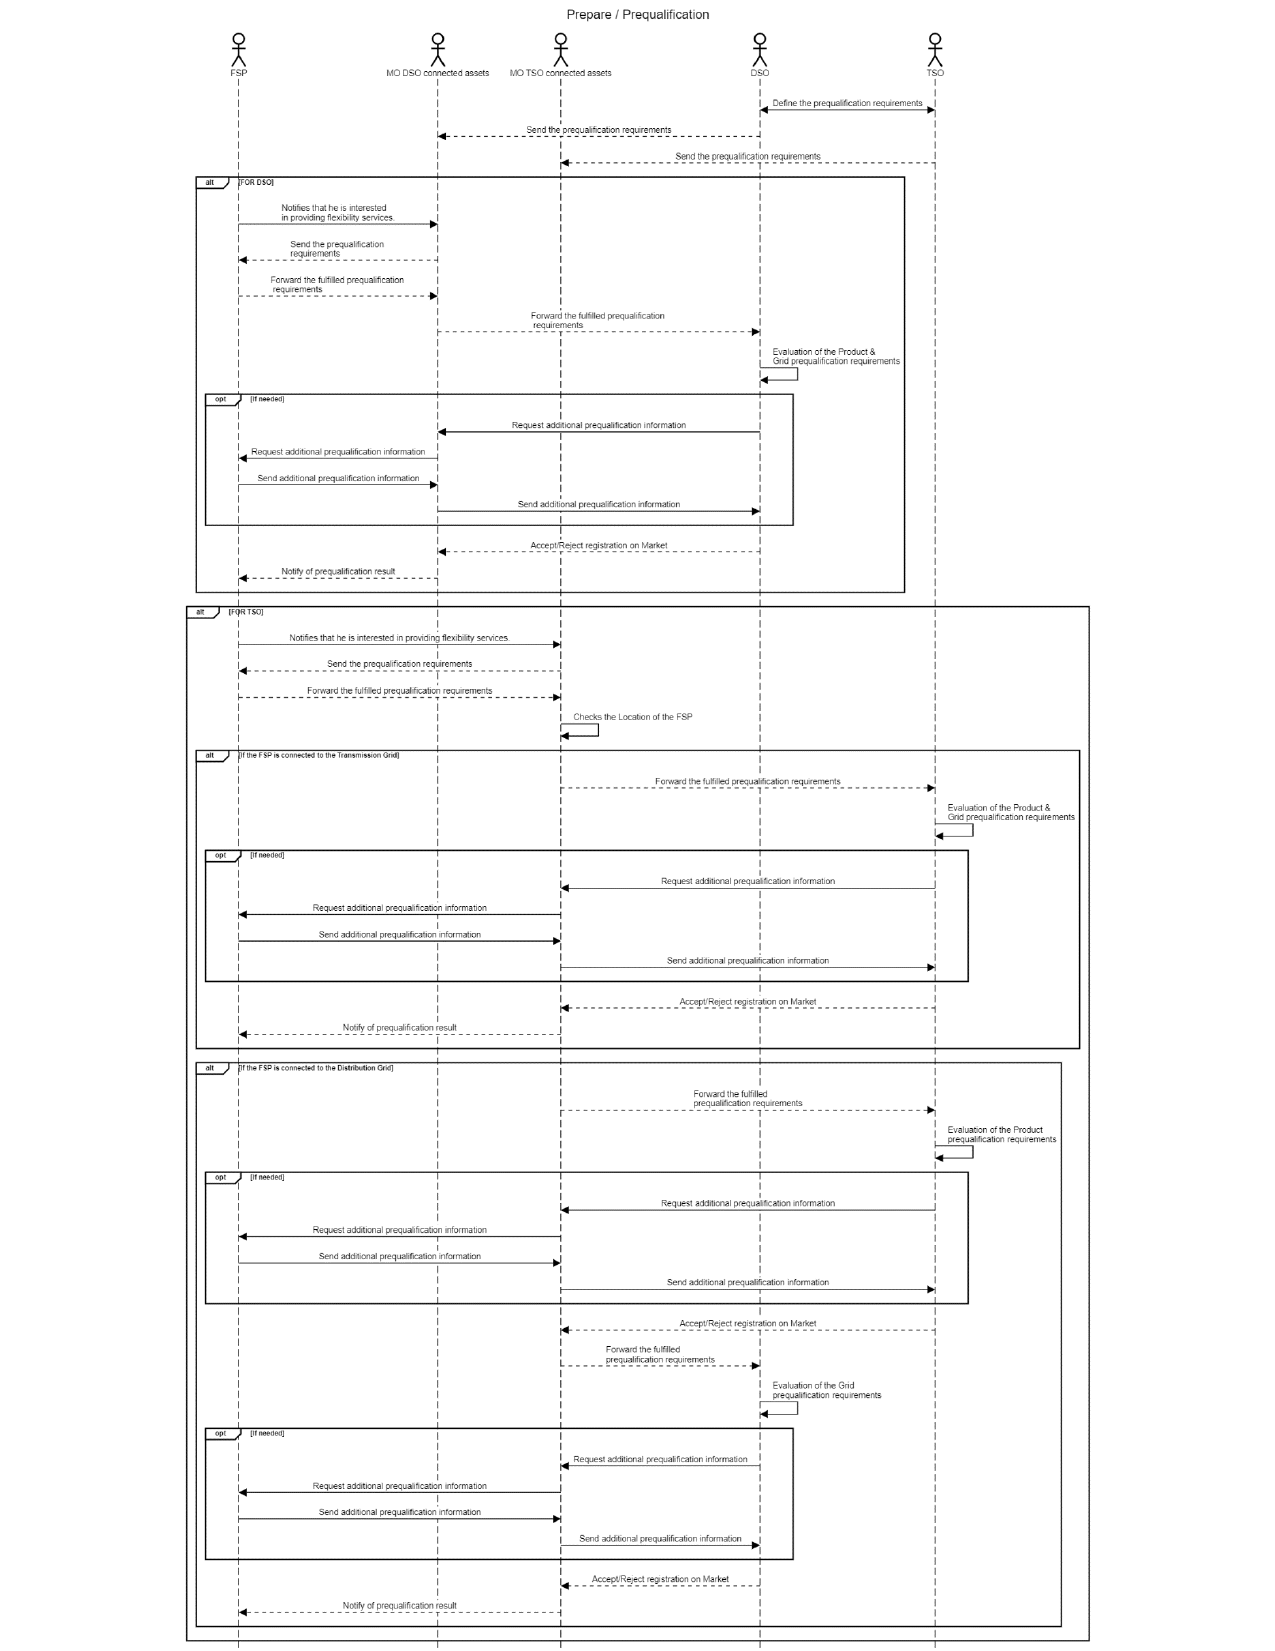 Prepare / Prequalification
FSP
MO DSO connected assets
MO TSO connected assets
DSO
TSO
Define the prequalification requirements
Send the prequalification requirements
Send the prequalification requirements
alt
[FOR DSO]
Notifies that he is interested
in providing flexibility services.
Send the prequalification
requirements
Forward the fulfilled prequalification
requirements
Forward the fulfilled prequalification
requirements
Evaluation of the Product &
Grid prequalification requirements
opt
[If needed]
Request additional prequalification information
Request additional prequalification information
Send additional prequalification information
Send additional prequalification information
Accept/Reject registration on Market
Notify of prequalification result
alt
[FOR TSO]
Notifies that he is interested in providing flexibility services.
Send the prequalification requirements
Forward the fulfilled prequalification requirements
Checks the Location of the FSP
alt
[If the FSP is connected to the Transmission Grid]
Forward the fulfilled prequalification requirements
Evaluation of the Product &
Grid prequalification requirements
opt
[If needed]
Request additional prequalification information
Request additional prequalification information
Send additional prequalification information
Send additional prequalification information
Accept/Reject registration on Market
Notify of prequalification result
alt
[If the FSP is connected to the Distribution Grid]
Forward the fulfilled
prequalification requirements
Evaluation of the Product
prequalification requirements
opt
[If needed]
Request additional prequalification information
Request additional prequalification information
Send additional prequalification information
Send additional prequalification information
Accept/Reject registration on Market
Forward the fulfilled
prequalification requirements
Evaluation of the Grid
prequalification requirements
opt
[If needed]
Request additional prequalification information
Request additional prequalification information
Send additional prequalification information
Send additional prequalification information
Accept/Reject registration on Market
Notify of prequalification result